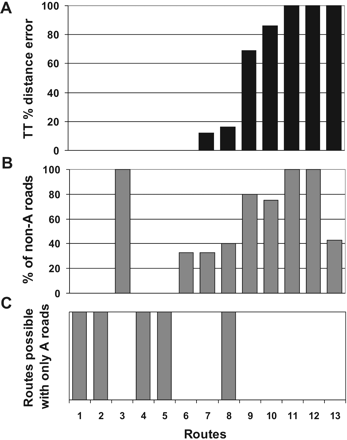 A
TT % distance error
100
80
60
40
20
0
B
% of non-A roads
100
80
60
40
20
0
C
Routes possible
with only A roads
1 2 3 4 5 6 7 8 9 10 11 12 13
Routes